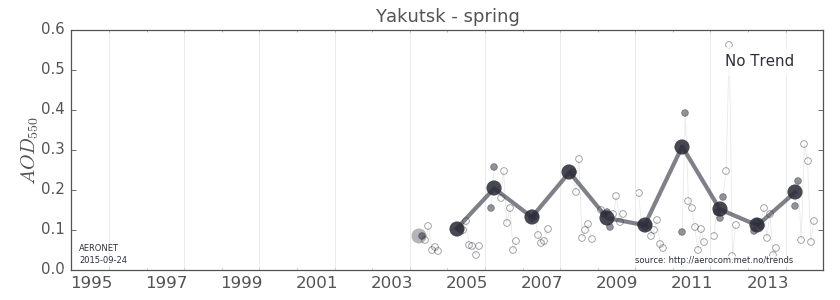 Yakutsk - spring
0.6
0.5
0.4
0.3
0.2
0.1
0.0
AOD550
No Trend
AERONET
2015-09-24
source: http://aerocom.met.no/trends
1995 1997 1999 2001 2003 2005 2007 2009 2011 2013